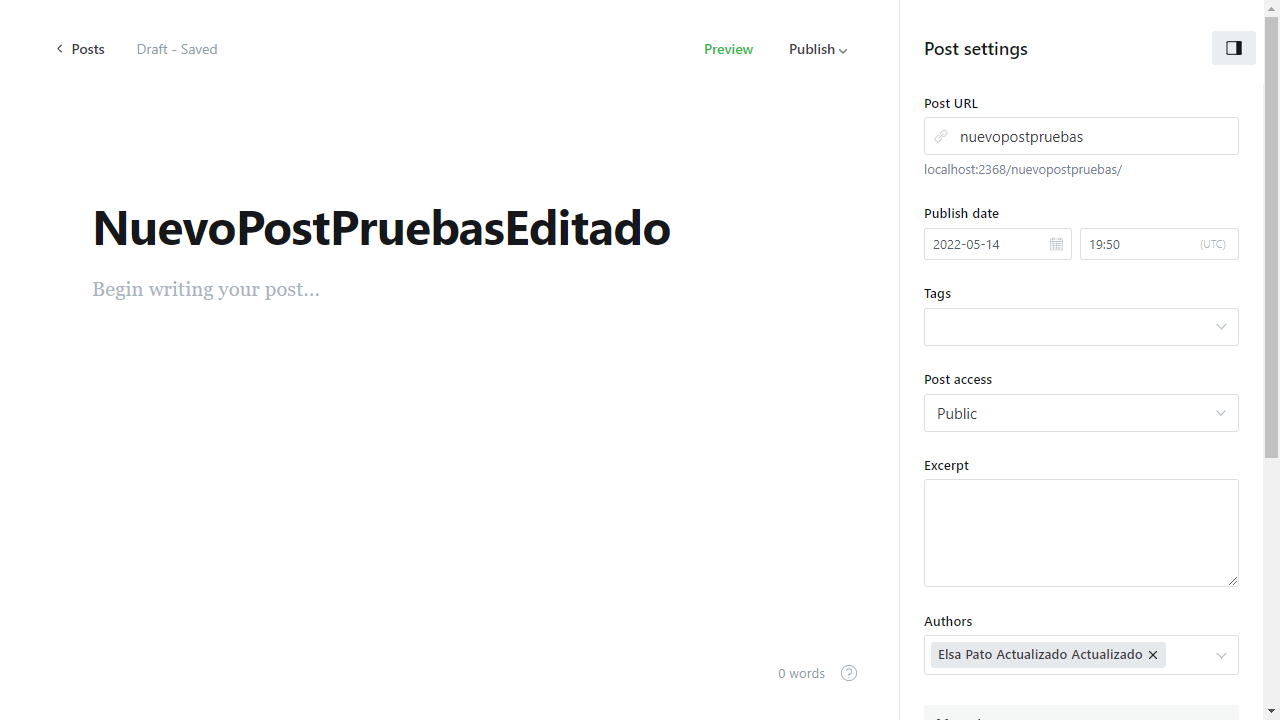 Posts
Draft - Saved
Preview
Publish
NuevoPostPruebasEditado
Begin writing your post...
0 words
?
Post settings
Post URL
nuevopostpruebas
localhost:2368/nuevopostpruebas/
Publish date
2022-05-14
19:50
(UTC)
Tags
Post access
Public
Excerpt
Authors
Elsa Pato Actualizado Actualizado